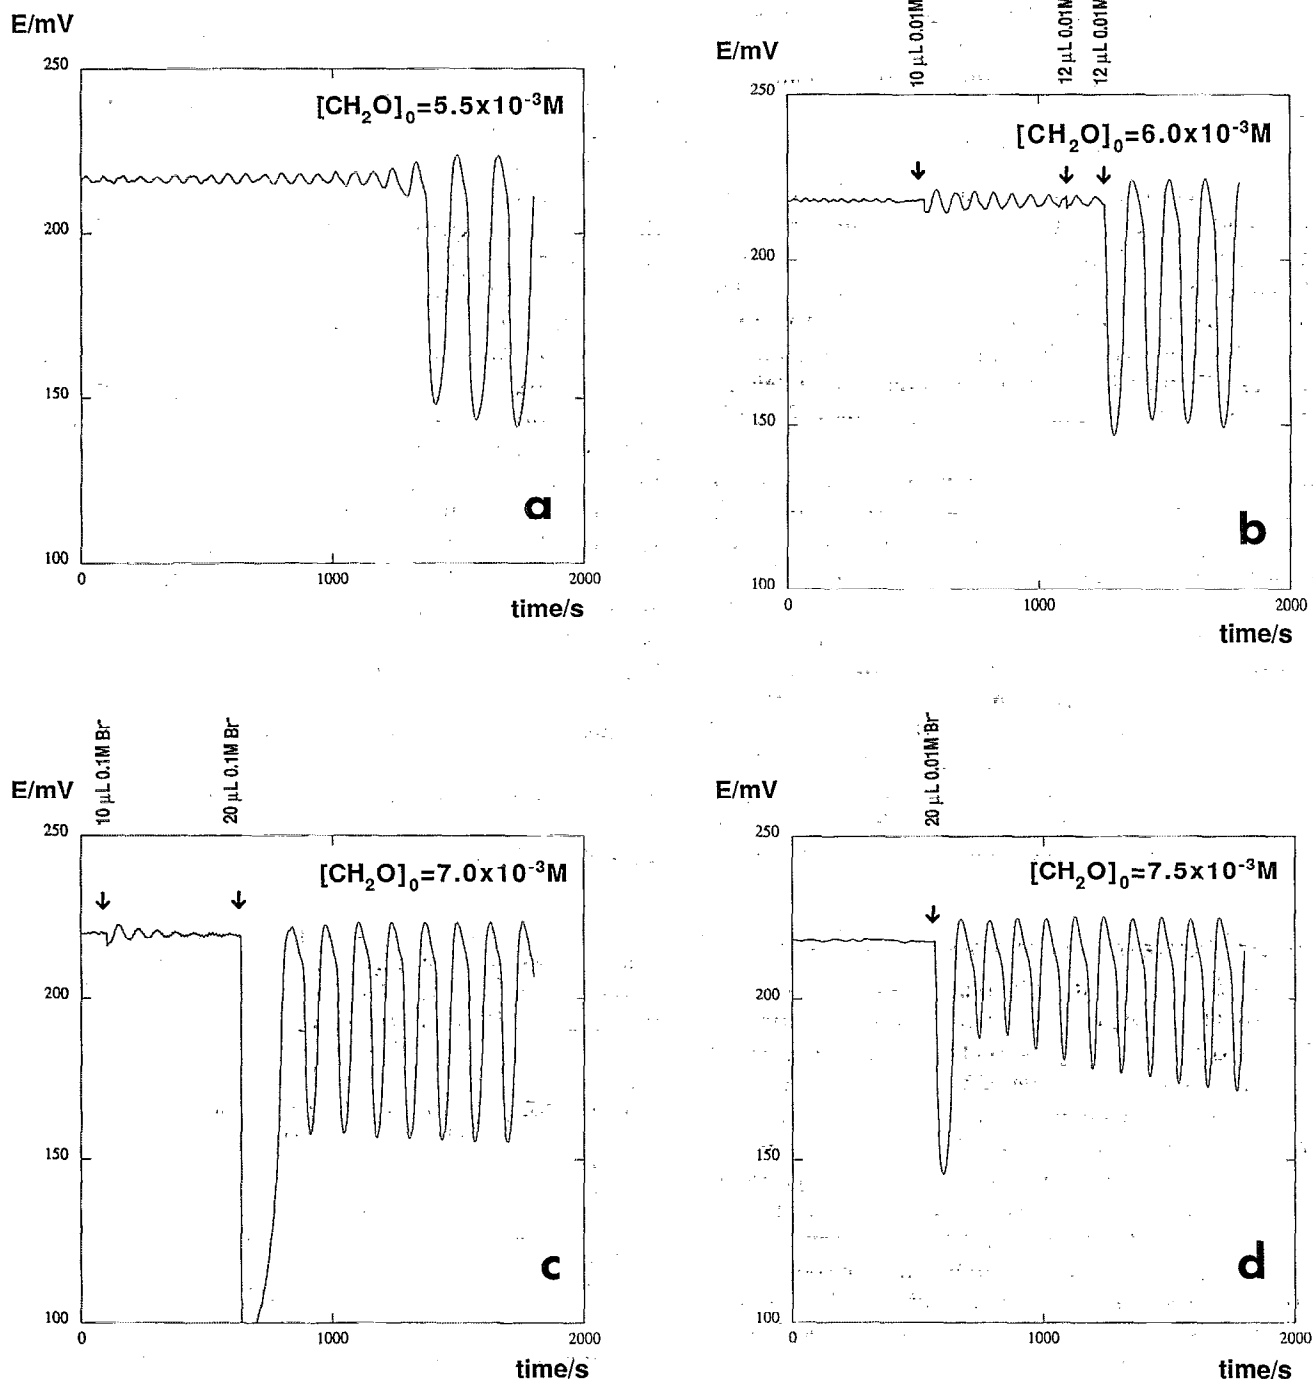 E/mV
250
[CH₂O]₀=5.5x10⁻³M
200
150
a
100
0
1000
2000
time/s
10 µL 0.01M
12 µL 0.01M
12 µL 0.01M
E/mV
250
[CH₂O]₀=6.0x10⁻³M
200
150
b
100
0
1000
2000
time/s
10 µL 0.1M Br⁻
20 µL 0.1M Br⁻
E/mV
250
[CH₂O]₀=7.0x10⁻³M
200
150
c
100
0
1000
2000
time/s
20 µL 0.01M Br⁻
E/mV
250
[CH₂O]₀=7.5x10⁻³M
200
150
d
100
0
1000
2000
time/s